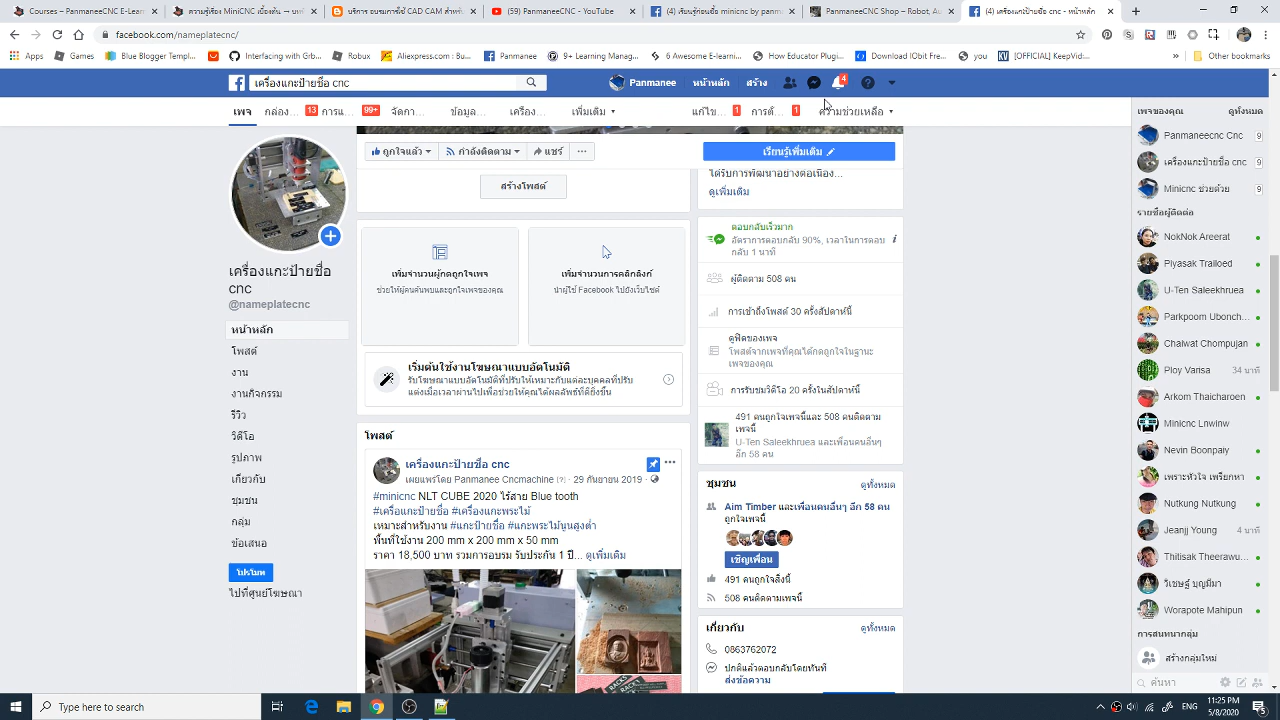 Courses – PanmaneeCNC E-Lear
ความรู้เรื่อง MiniCNC เบื้องต้น → บท
บริการ อบรมการใช้ CAD CAM สำหรั
(59) PanmaneeCNC - YouTube
(4) เรียนรู้ซ่อมเอง minicnc by panma
PanmaneeCNC Shop – Robot, Au
(4) เครื่องแกะป้ายชื่อ cnc - หน้าหลัก
facebook.com/nameplatecnc/
Apps
Game
Blue Blogger Templat...
Organizing your work...
Robux
Aliexpress.com : Bu...
Panmanee
9+ Learning Manag...
6 Awesome E-learni...
How Educator Plugin...
Download |Obit Free...
you
[OFFICIAL] KeepVid...
Other bookmarks
เครื่องแกะป้ายชื่อ cnc
Panmanee
หน้าหลัก
สร้าง
4
เพจ
กล่อง...
13
การแ...
99+
จัดกา...
ข้อมูล...
เครื่อง...
เพิ่มเติม
แก้ไข...
1
การตั้...
1
ความช่วยเหลือ
ถูกใจแล้ว
กำลังติดตาม
แชร์
...
เรียนรู้เพิ่มเติม
สร้างโพสต์
ได้รับการพัฒนาอย่างต่อเนื่อง...
ดูเพิ่มเติม
เครื่องแกะป้ายชื่อ
cnc
@nameplatecnc
หน้าหลัก
โพสต์
งาน
งานกิจกรรม
รีวิว
วิดีโอ
รูปภาพ
เกี่ยวกับ
ชุมชน
กลุ่ม
ข้อเสนอ
โปรโมท
ไปที่ศูนย์โฆษณา
เพิ่มจำนวนผู้กดถูกใจเพจ
ช่วยให้ผู้คนค้นพบและถูกใจเพจของคุณ
เพิ่มจำนวนการคลิกลิงก์
นำผู้ใช้ Facebook ไปยังเว็บไซต์
เริ่มต้นใช้งานโฆษณาแบบอัตโนมัติ
รับโฆษณาแบบอัตโนมัติที่ปรับให้เหมาะกับแต่ละบุคคลที่ปรับ
แต่งเมื่อเวลาผ่านไปเพื่อช่วยให้คุณได้ผลลัพธ์ที่ดียิ่งขึ้น
โพสต์
เครื่องแกะป้ายชื่อ cnc
เผยแพร่โดย Panmanee Cncmachine [?] · 29 กันยายน 2019 ·
#minicnc NLT CUBE 2020 ไร้สาย Blue tooth
#เครื่อแกะป้ายชื่อ #เครื่องแกะพระไม้
เหมาะสำหรับงาน #แกะป้ายชื่อ #แกะพระไม้นูนสูงต่ำ
พื้นที่ใช้งาน 200 mm x 200 mm x 50 mm
ราคา 18,500 บาท รวมการอบรม รับประกัน 1 ปี... ดูเพิ่มเติม
ตอบกลับเร็วมาก
อัตราการตอบกลับ 90%, เวลาในการตอบ
กลับ 1 นาที
ผู้ติดตาม 508 คน
การเข้าถึงโพสต์ 30 ครั้งสัปดาห์นี้
ดูฟีดของเพจ
โพสต์จากเพจที่คุณได้กดถูกใจในฐานะ
เพจของคุณ
การรับชมวิดีโอ 20 ครั้งในสัปดาห์นี้
491 คนถูกใจเพจนี้และ 508 คนติดตาม
เพจนี้
U-Ten Saleekhruea และเพื่อนคนอื่นๆ
อีก 58 คน
ชุมชน
ดูทั้งหมด
Aim Timber และเพื่อนคนอื่นๆ อีก 58 คน
ถูกใจเพจนี้
เชิญเพื่อน
491 คนถูกใจสิ่งนี้
508 คนติดตามเพจนี้
เกี่ยวกับ
ดูทั้งหมด
0863762072
ปกติแล้วตอบกลับโดยทันที
ส่งข้อความ
เพจของคุณ
ดูทั้งหมด
Panmaneecnc Cnc
9
เครื่องแกะป้ายชื่อ cnc
9
Minicnc ช่วยด้วย
9
รายชื่อผู้ติดต่อ
NokNok Areerat
Piyasak Trailoed
U-Ten Saleekhruea
Parkpoom Ubonch...
Chaiwat Chompujan
Ploy Varisa
34 นาที
Arkom Thaicharoen
Minicnc Lnwinw
Nevin Boonpaiy
เพราะหัวใจ เพรียกหา
Nutkung Nutkung
Jeanjj Young
4 นาที
Thitisak Theerawu...
วิเชษฐ์ บุญมีมา
Worapote Mahipun
การสนทนากลุ่ม
สร้างกลุ่มใหม่
ค้นหา
Type here to search
ENG
11:25 PM
5/8/2020